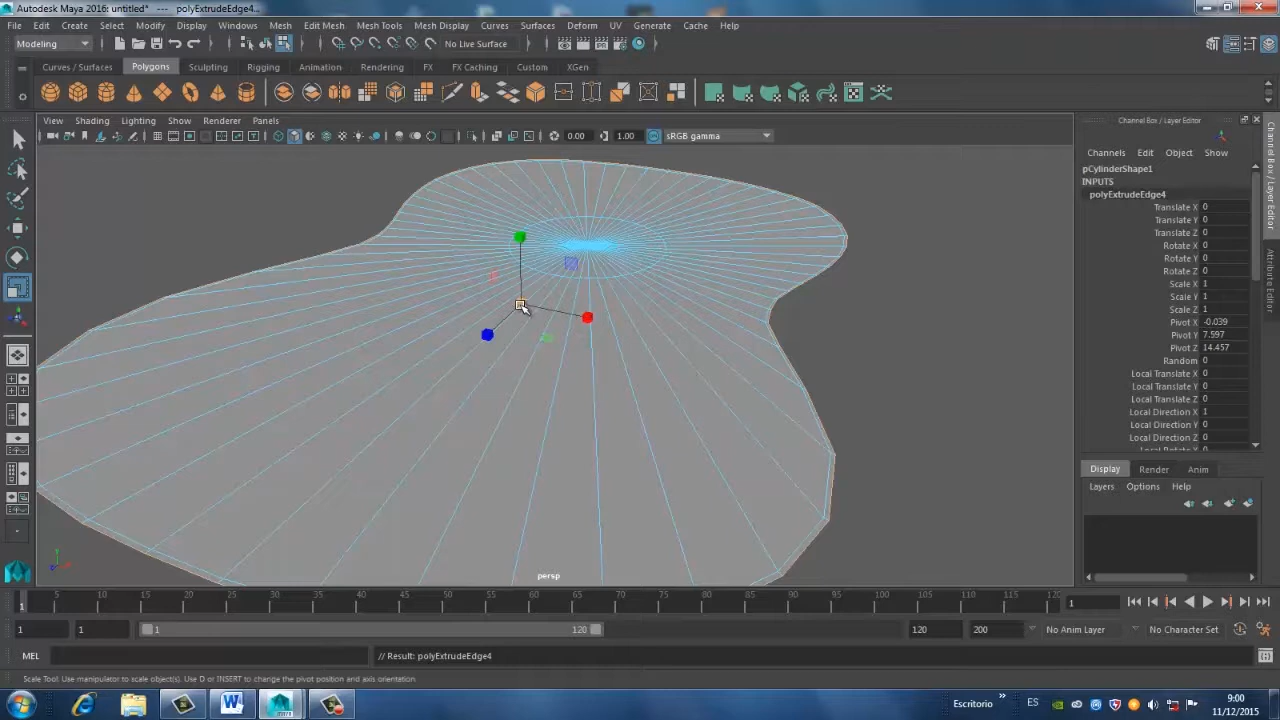 Autodesk Maya 2016: untitled* --- polyExtrudeEdge4...
File Edit Create Select Modify Display Windows Mesh Edit Mesh Mesh Tools Mesh Display Curves Surfaces Deform UV Generate Cache Help
Modeling No Live Surface
Curves / Surfaces Polygons Sculpting Rigging Animation Rendering FX FX Caching Custom XGen
View Shading Lighting Show Renderer Panels
0.00 1.00 sRGB gamma
Channel Box / Layer Editor
Channels Edit Object Show
pCylinderShape1
INPUTS
polyExtrudeEdge4
Translate X 0
Translate Y 0
Translate Z 0
Rotate X 0
Rotate Y 0
Rotate Z 0
Scale X 1
Scale Y 1
Scale Z 1
Pivot X -0.039
Pivot Y 7.597
Pivot Z 14.457
Random 0
Local Translate X 0
Local Translate Y 0
Local Translate Z 0
Local Direction X 1
Local Direction Y 0
Local Direction Z 0
Channel Box / Layer Editor
Attribute Editor
Display Render Anim
Layers Options Help
persp
1 5 10 15 20 25 30 35 40 45 50 55 60 65 70 75 80 85 90 95 100 105 110 115 120 1
1 1 1 120 120 200 No Anim Layer No Character Set
MEL // Result: polyExtrudeEdge4
Scale Tool: Use manipulator to scale object(s). Use D or INSERT to change the pivot position and axis orientation.
Escritorio » ES 9:00
11/12/2015